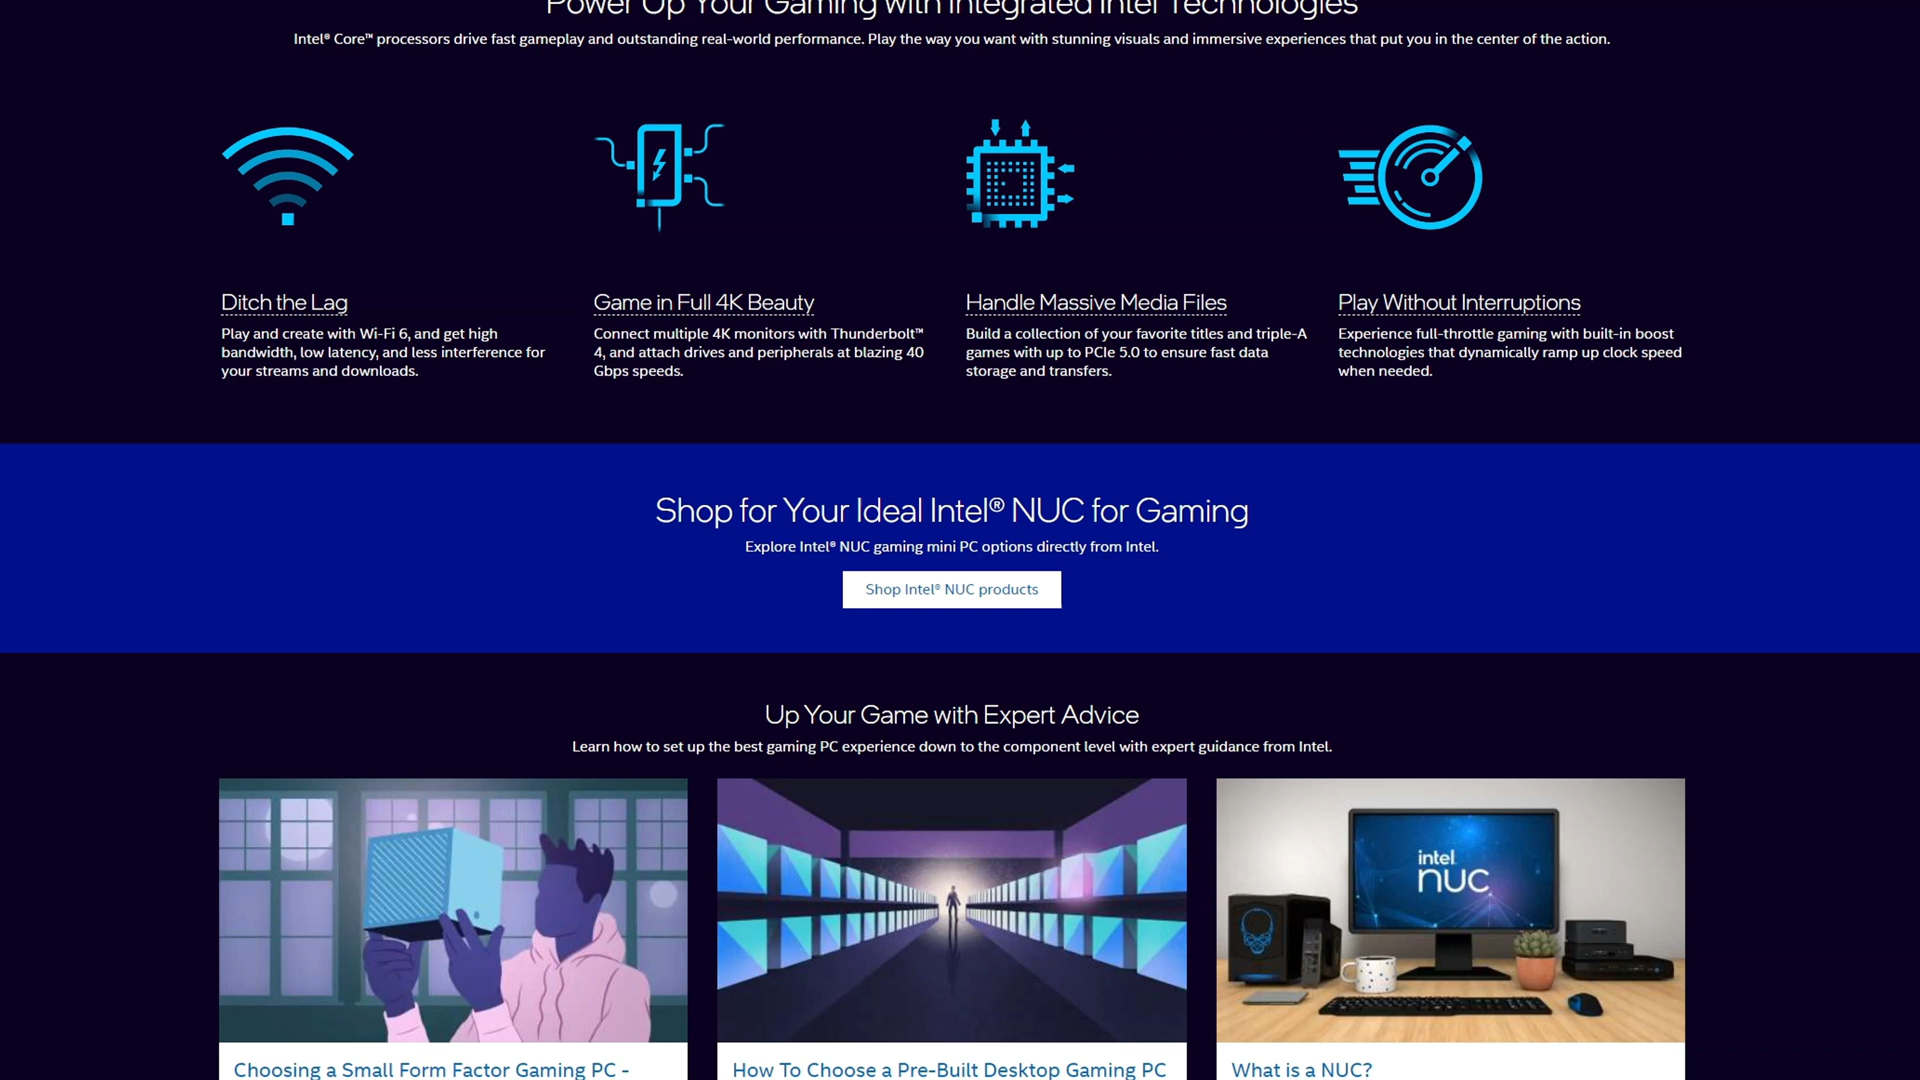 Power Up Your Gaming with Integrated Intel Technologies
Intel® Core™ processors drive fast gameplay and outstanding real-world performance. Play the way you want with stunning visuals and immersive experiences that put you in the center of the action.
Ditch the Lag
Play and create with Wi-Fi 6, and get high
bandwidth, low latency, and less interference for
your streams and downloads.
Game in Full 4K Beauty
Connect multiple 4K monitors with Thunderbolt™
4, and attach drives and peripherals at blazing 40
Gbps speeds.
Handle Massive Media Files
Build a collection of your favorite titles and triple-A
games with up to PCIe 5.0 to ensure fast data
storage and transfers.
Play Without Interruptions
Experience full-throttle gaming with built-in boost
technologies that dynamically ramp up clock speed
when needed.
Shop for Your Ideal Intel® NUC for Gaming
Explore Intel® NUC gaming mini PC options directly from Intel.
Shop Intel® NUC products
Up Your Game with Expert Advice
Learn how to set up the best gaming PC experience down to the component level with expert guidance from Intel.
intel
nuc
Choosing a Small Form Factor Gaming PC -
How To Choose a Pre-Built Desktop Gaming PC
What is a NUC?